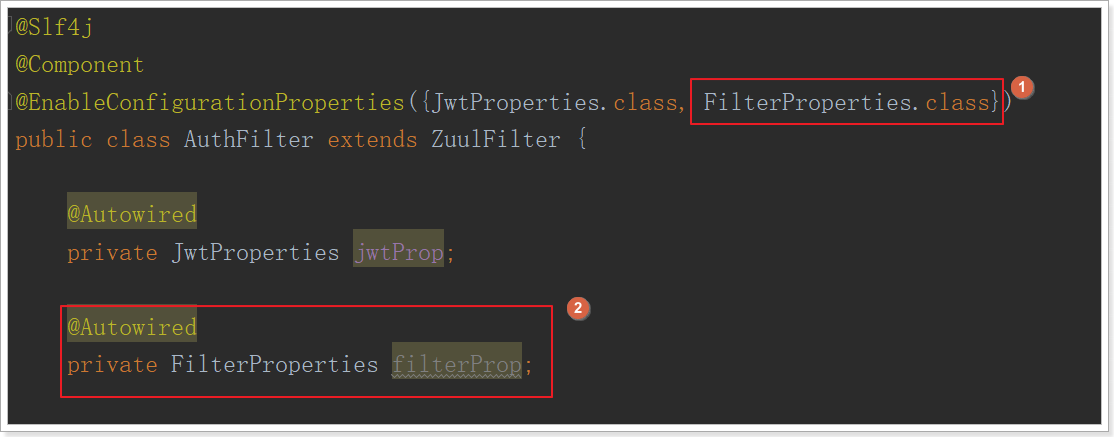 @Slf4j
@Component
@EnableConfigurationProperties({JwtProperties.class, FilterProperties.class})
1
public class AuthFilter extends ZuulFilter {
@Autowired
private JwtProperties jwtProp;
@Autowired
2
private FilterProperties filterProp;